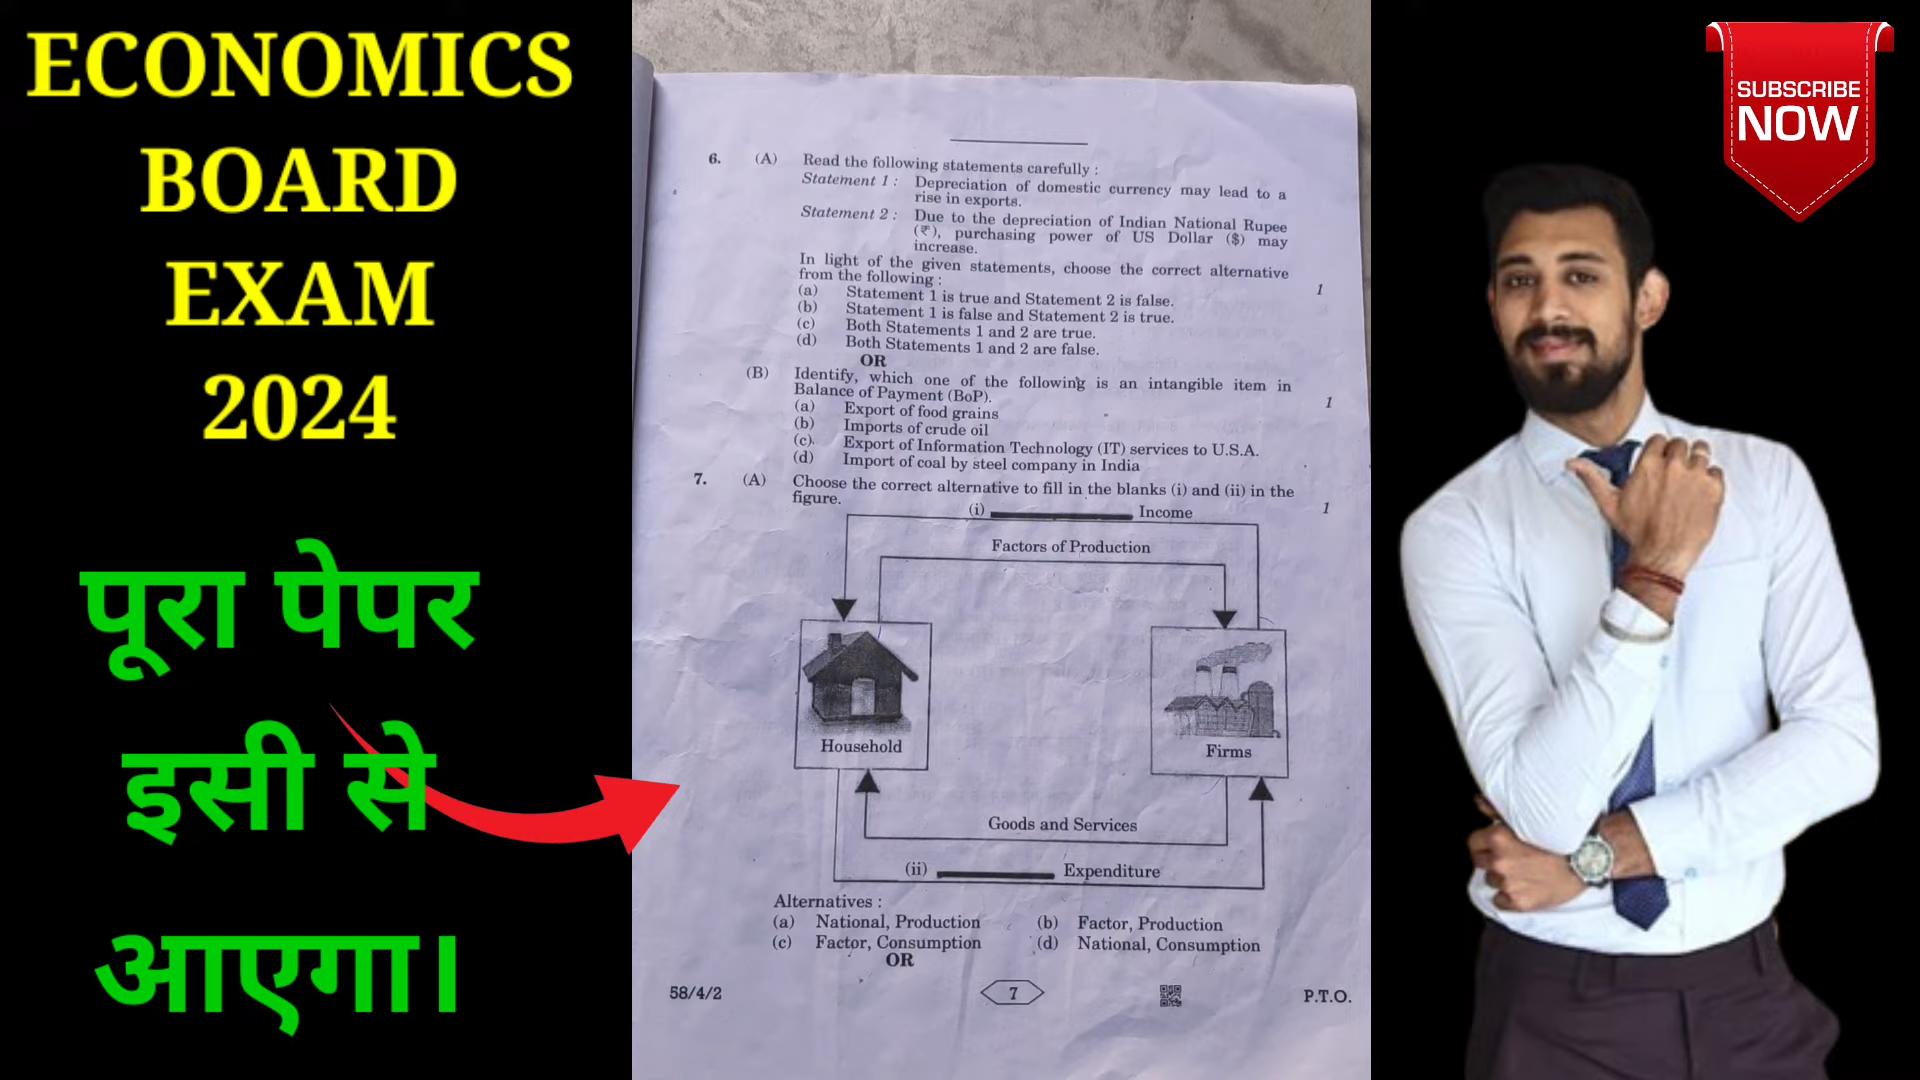 ECONOMICS
BOARD
EXAM
2024
पूरा पेपर
इसी से
आएगा।
SUBSCRIBE
NOW
6. (A) Read the following statements carefully :
Statement 1 : Depreciation of domestic currency may lead to a
rise in exports.
Statement 2 : Due to the depreciation of Indian National Rupee
(₹), purchasing power of US Dollar ($) may
increase.
In light of the given statements, choose the correct alternative
from the following : 1
(a) Statement 1 is true and Statement 2 is false.
(b) Statement 1 is false and Statement 2 is true.
(c) Both Statements 1 and 2 are true.
(d) Both Statements 1 and 2 are false.
OR
(B) Identify, which one of the following is an intangible item in
Balance of Payment (BoP). 1
(a) Export of food grains
(b) Imports of crude oil
(c) Export of Information Technology (IT) services to U.S.A.
(d) Import of coal by steel company in India
7. (A) Choose the correct alternative to fill in the blanks (i) and (ii) in the
figure. 1
(i) ________ Income
Factors of Production
Household
Firms
Goods and Services
(ii) ________ Expenditure
Alternatives :
(a) National, Production (b) Factor, Production
(c) Factor, Consumption (d) National, Consumption
OR
58/4/2 7 P.T.O.